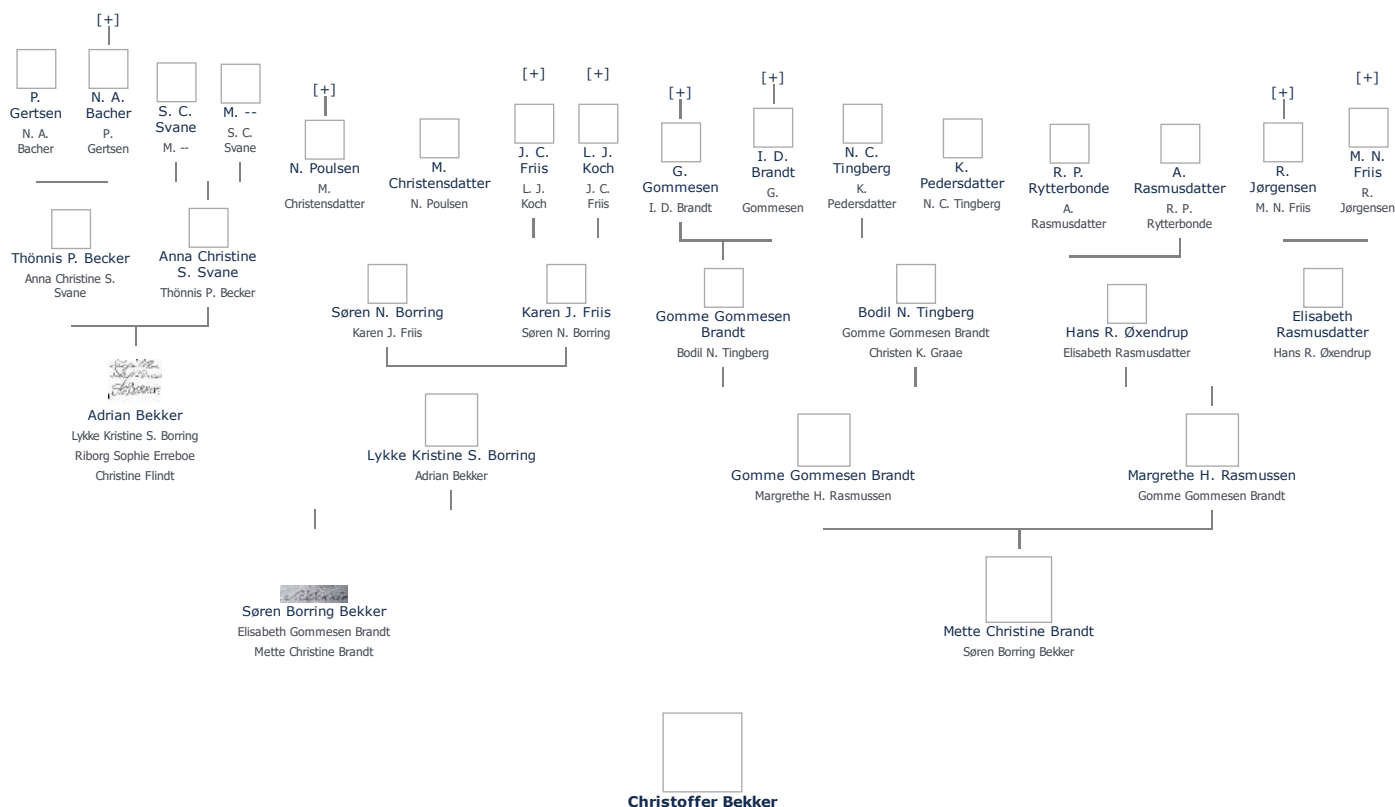 [+]
P.
Gertsen
N. A.
Bacher
N. A.
Bacher
P.
Gertsen
S. C.
Svane
M. --
M. --
S. C.
Svane
[+]
N. Poulsen
M.
Christensdatter
M.
Christensdatter
N. Poulsen
[+]
J. C.
Friis
L. J.
Koch
[+]
L. J.
Koch
J. C.
Friis
[+]
G.
Gommesen
I. D. Brandt
[+]
I. D.
Brandt
G.
Gommesen
N. C.
Tingberg
K.
Pedersdatter
K.
Pedersdatter
N. C. Tingberg
R. P.
Rytterbonde
A.
Rasmusdatter
A.
Rasmusdatter
R. P.
Rytterbonde
[+]
R.
Jørgensen
M. N. Friis
[+]
M. N.
Friis
R.
Jørgensen
Thönnis P. Becker
Anna Christine S.
Svane
Anna Christine
S. Svane
Thönnis P. Becker
Søren N. Borring
Karen J. Friis
Karen J. Friis
Søren N. Borring
Gomme Gommesen
Brandt
Bodil N. Tingberg
Bodil N. Tingberg
Gomme Gommesen Brandt
Christen K. Graae
Hans R. Øxendrup
Elisabeth Rasmusdatter
Elisabeth
Rasmusdatter
Hans R. Øxendrup
Adrian Bekker
Lykke Kristine S. Borring
Riborg Sophie Erreboe
Christine Flindt
Lykke Kristine S. Borring
Adrian Bekker
Gomme Gommesen Brandt
Margrethe H. Rasmussen
Margrethe H. Rasmussen
Gomme Gommesen Brandt
Søren Borring Bekker
Elisabeth Gommesen Brandt
Mette Christine Brandt
Mette Christine Brandt
Søren Borring Bekker
Christoffer Bekker